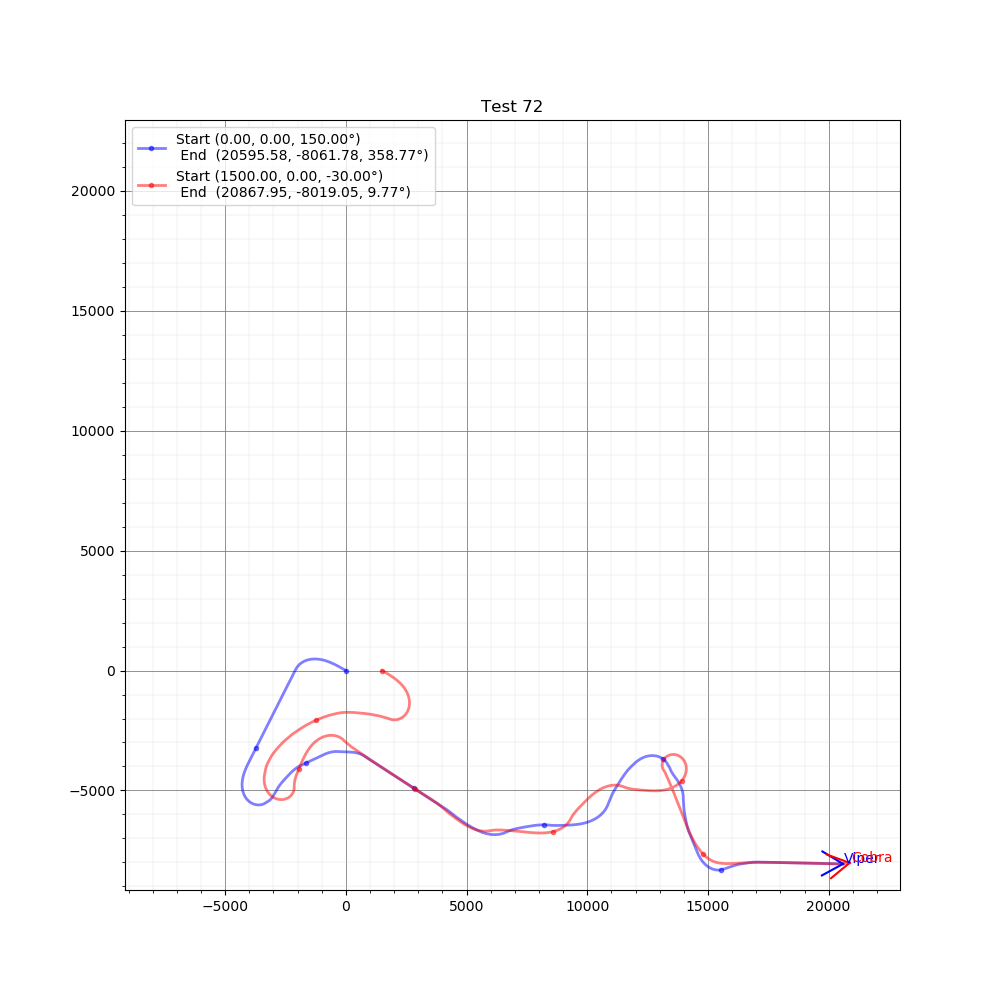 Test 72
Start (0.00, 0.00, 150.00°)
End (20595.58, -8061.78, 358.77°)
Start (1500.00, 0.00, -30.00°)
End (20867.95, -8019.05, 9.77°)
20000
15000
10000
5000
0
−5000
Viper
Cobra
−5000 0 5000 10000 15000 20000